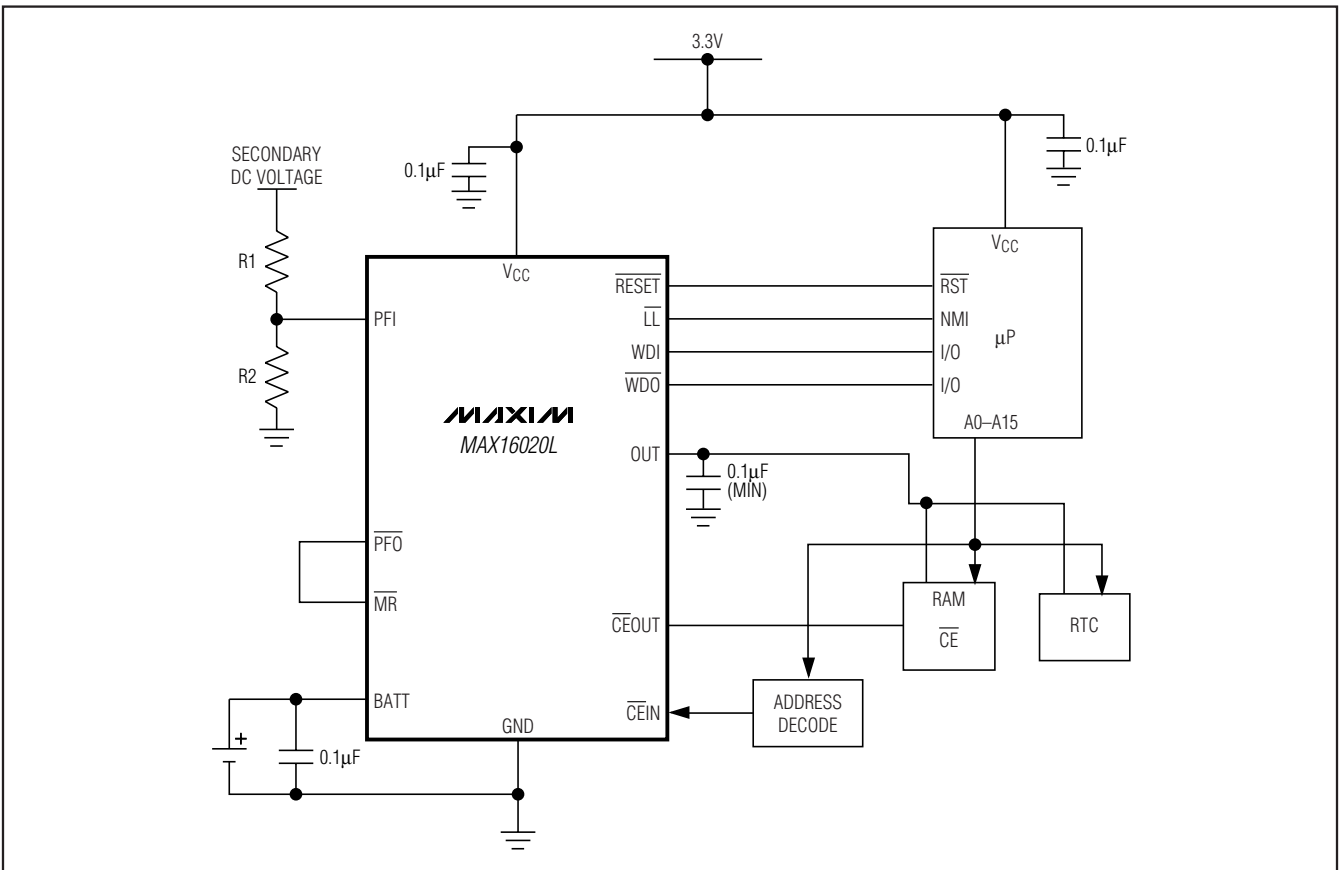 3.3V
0.1μF
0.1μF
SECONDARY
DC VOLTAGE
R1
R2
VCC
PFI
PFO
MR
BATT
GND
RESET
LL
WDI
WDO
OUT
CEOUT
CEIN
MAXIM
MAX16020L
VCC
RST
NMI
I/O
I/O
μP
A0–A15
0.1μF
(MIN)
RAM
CE
RTC
ADDRESS
DECODE
+
0.1μF